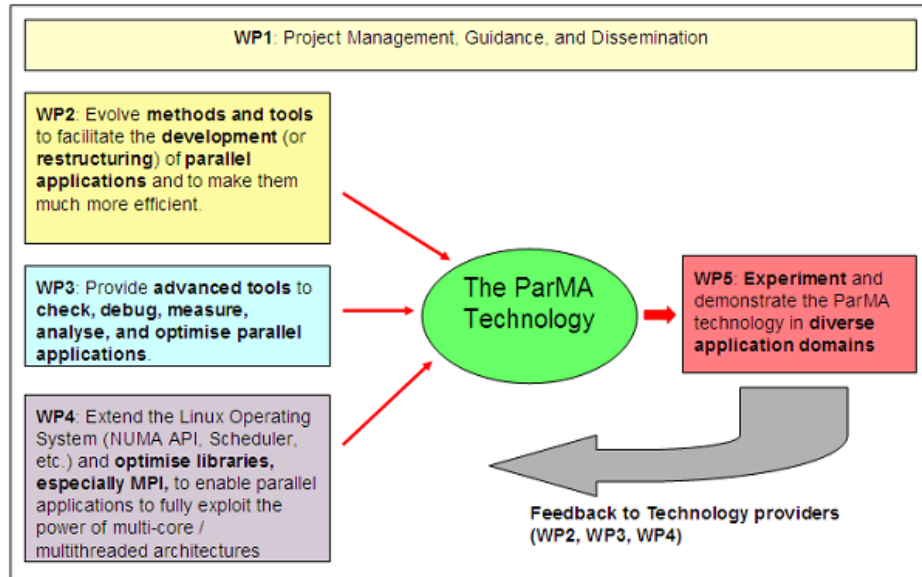 WP1: Project Management, Guidance, and Dissemination
WP2: Evolve methods and tools
to facilitate the development (or
restructuring) of parallel
applications and to make them
much more efficient.
WP3: Provide advanced tools to
check, debug, measure,
analyse, and optimise parallel
applications.
WP4: Extend the Linux Operating
System (NUMA API, Scheduler,
etc.) and optimise libraries,
especially MPI, to enable parallel
applications to fully exploit the
power of multi-core /
multithreaded architectures
The ParMA
Technology
WP5: Experiment and
demonstrate the ParMA
technology in diverse
application domains
Feedback to Technology providers
(WP2, WP3, WP4)